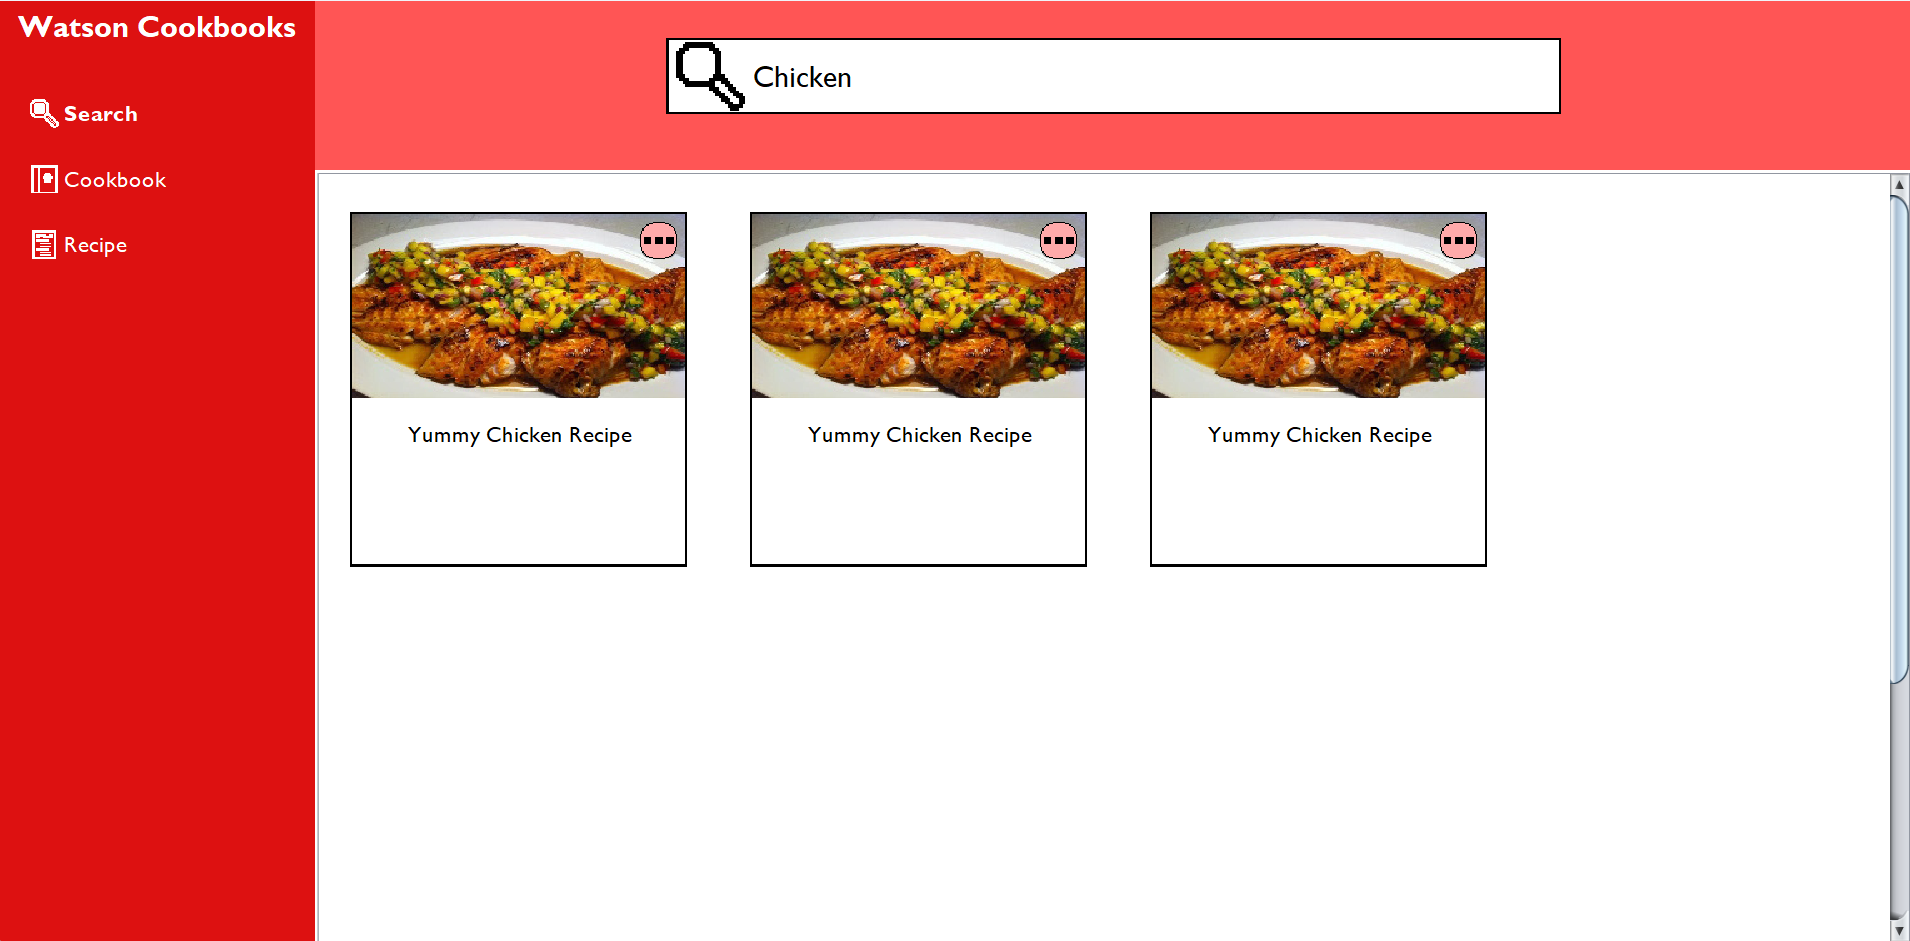 Watson Cookbooks
Search
Cookbook
Recipe
Chicken
Yummy Chicken Recipe
Yummy Chicken Recipe
Yummy Chicken Recipe